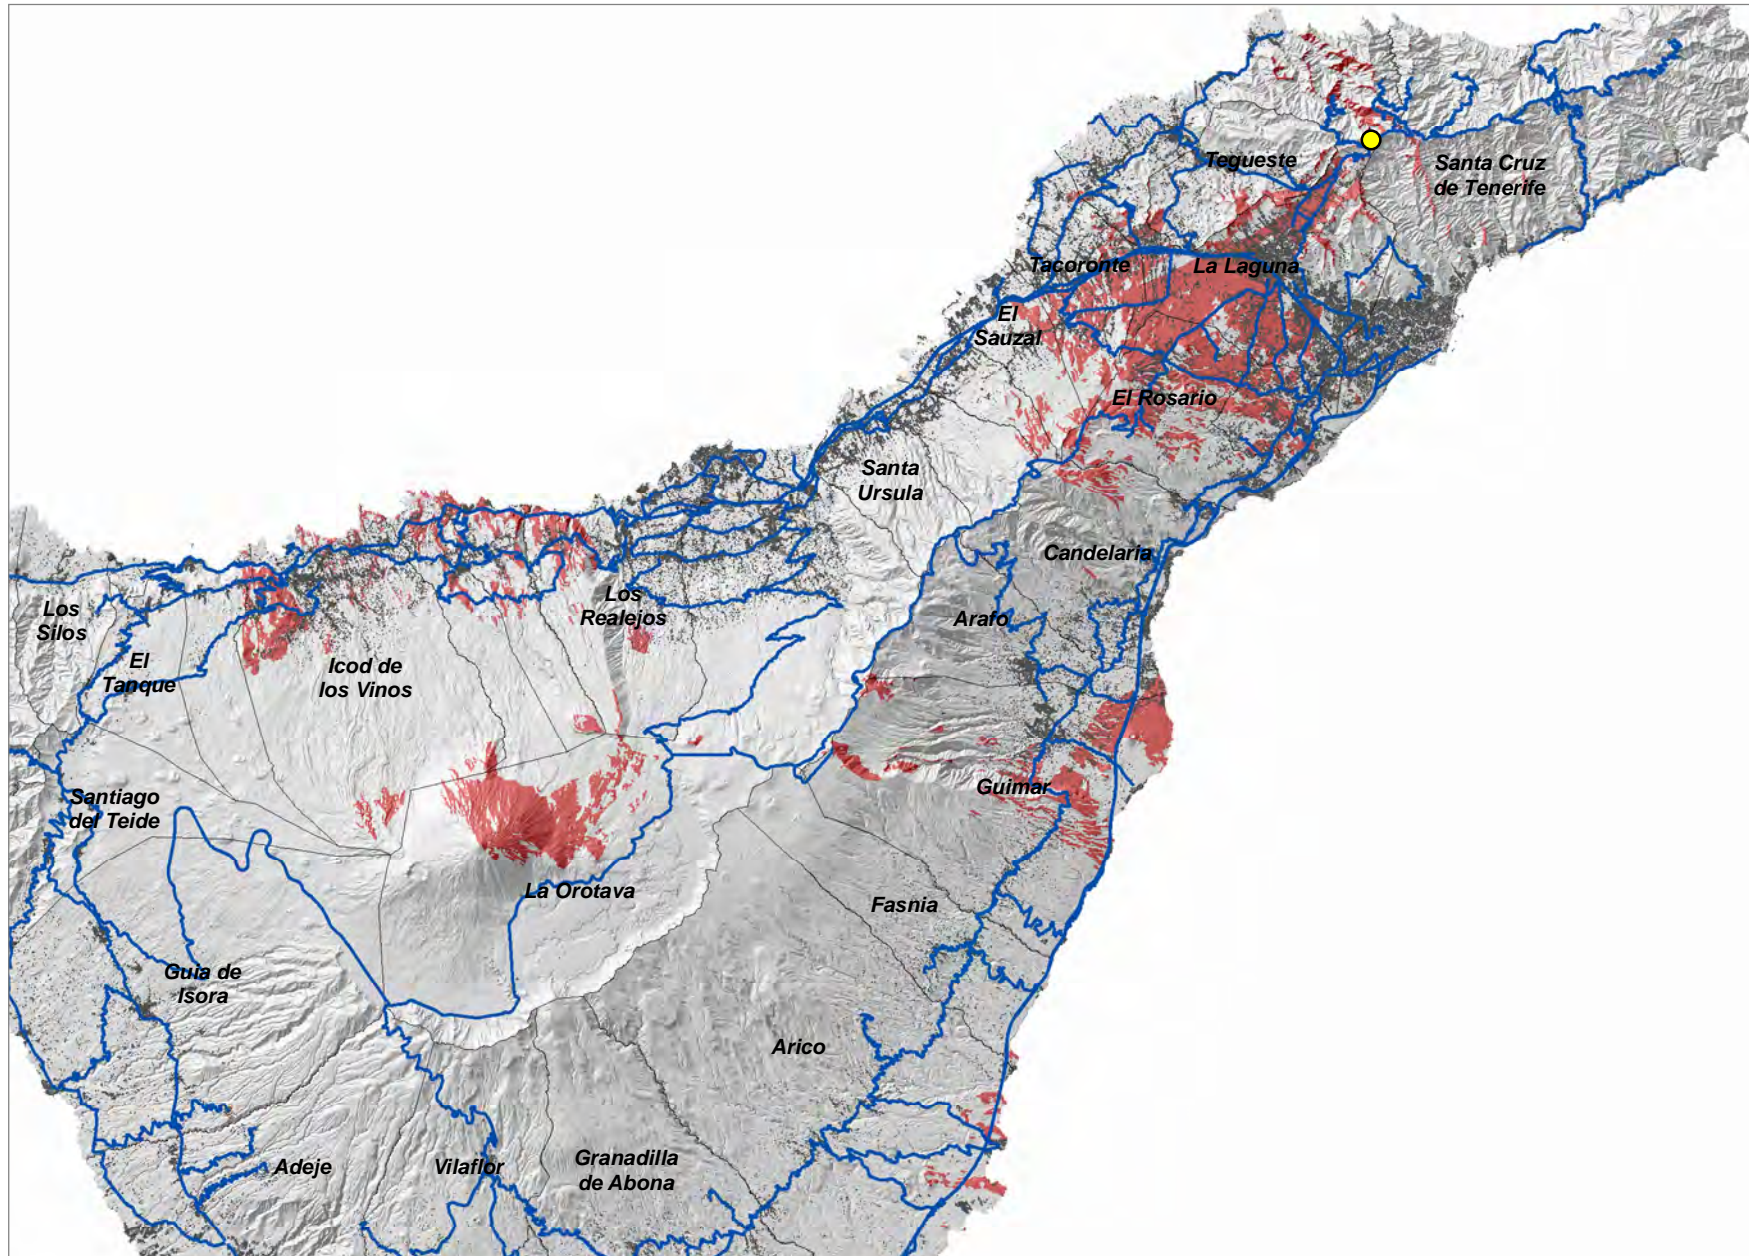 Tegueste
Santa Cruz
de Tenerife
Tacoronte
La Laguna
El
Sauzal
El Rosario
Santa
Ursula
Candelaria
Los
Silos
Los
Realejos
Arafo
El
Tanque
Icod de
los Vinos
Guimar
Santiago
del Teide
La Orotava
Fasnia
Guia de
Isora
Arico
Adeje
Vilaflor
Granadilla
de Abona